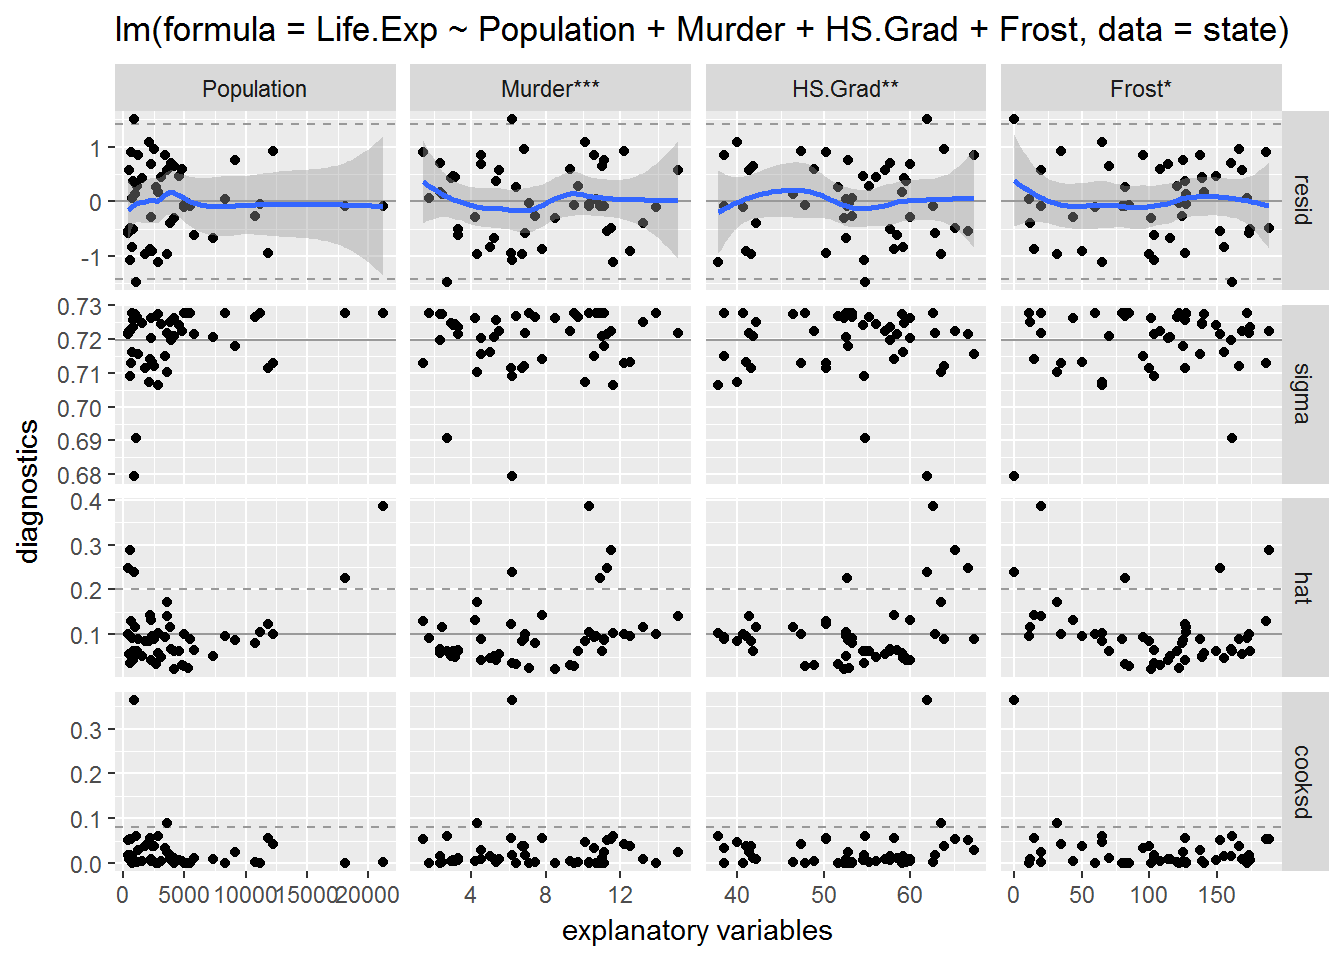 lm(formula = Life.Exp ~ Population + Murder + HS.Grad + Frost, data = state)
Population Murder*** HS.Grad** Frost*
1
0
-1
resid
0.73
0.72
0.71
0.70
0.69
0.68
sigma
0.4
0.3
0.2
0.1
hat
0.3
0.2
0.1
0.0
cooksd
diagnostics
0 5000 10000 15000 20000 4 8 12 40 50 60 0 50 100 150
explanatory variables